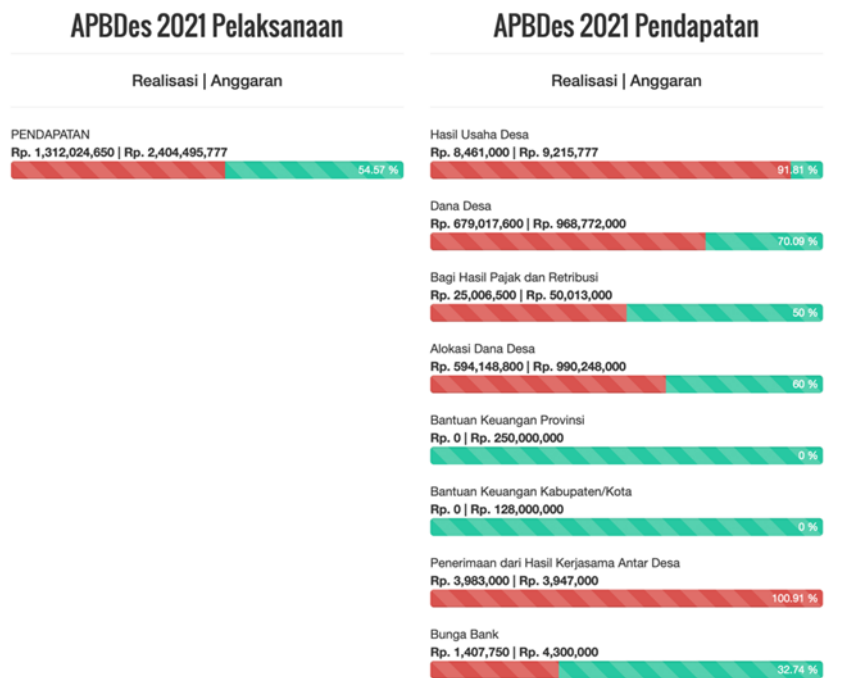 APBDes 2021 Pelaksanaan
Realisasi | Anggaran
PENDAPATAN
Rp. 1,312,024,650 | Rp. 2,404,495,777
54.57 %
APBDes 2021 Pendapatan
Realisasi | Anggaran
Hasil Usaha Desa
Rp. 8,461,000 | Rp. 9,215,777
91.81 %
Dana Desa
Rp. 679,017,600 | Rp. 968,772,000
70.09 %
Bagi Hasil Pajak dan Retribusi
Rp. 25,006,500 | Rp. 50,013,000
50 %
Alokasi Dana Desa
Rp. 594,148,800 | Rp. 990,248,000
60 %
Bantuan Keuangan Provinsi
Rp. 0 | Rp. 250,000,000
0 %
Bantuan Keuangan Kabupaten/Kota
Rp. 0 | Rp. 128,000,000
0 %
Penerimaan dari Hasil Kerjasama Antar Desa
Rp. 3,983,000 | Rp. 3,947,000
100.91 %
Bunga Bank
Rp. 1,407,750 | Rp. 4,300,000
32.74 %